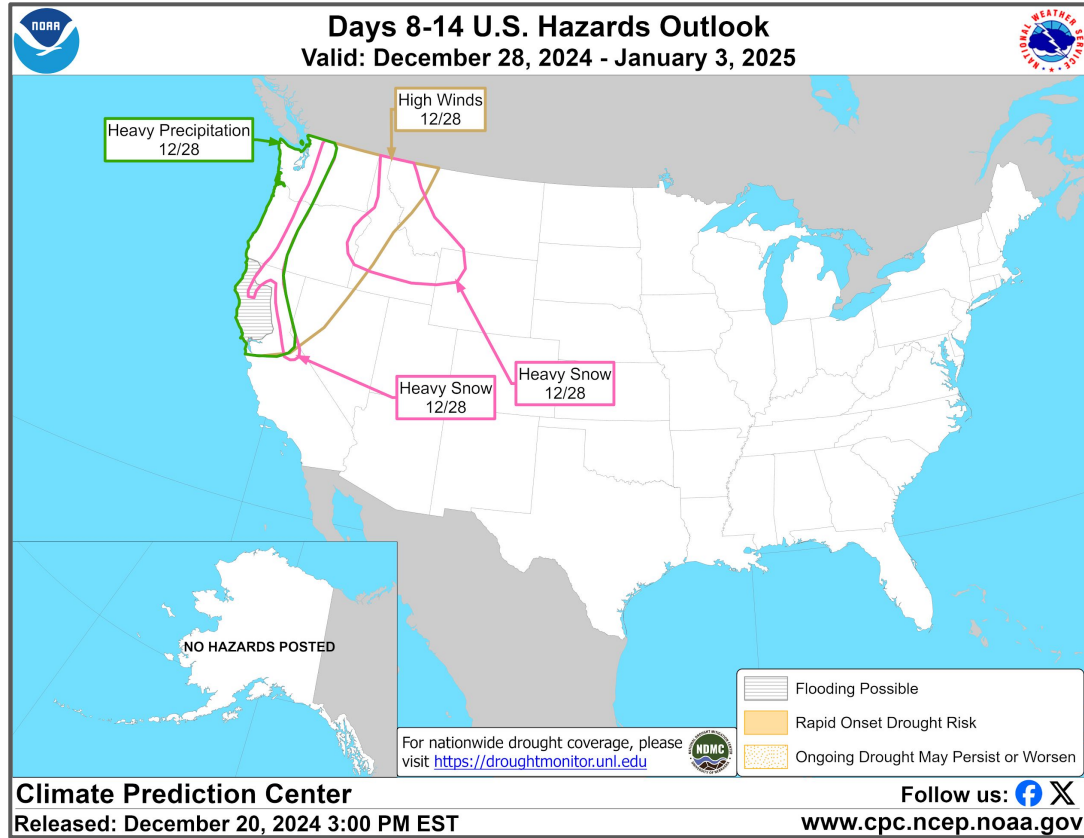 NOAA
Days 8-14 U.S. Hazards Outlook
Valid: December 28, 2024 - January 3, 2025
NATIONAL WEATHER SERVICE
High Winds
12/28
Heavy Precipitation
12/28
Heavy Snow
12/28
Heavy Snow
12/28
NO HAZARDS POSTED
For nationwide drought coverage, please
visit https://droughtmonitor.unl.edu
NDMC
Flooding Possible
Rapid Onset Drought Risk
Ongoing Drought May Persist or Worsen
Climate Prediction Center
Follow us:
Released: December 20, 2024 3:00 PM EST
www.cpc.ncep.noaa.gov